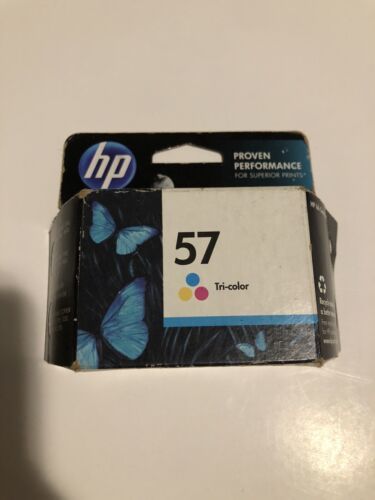 hp
PROVEN
PERFORMANCE
FOR SUPERIOR PRINTS
57
Tri-color